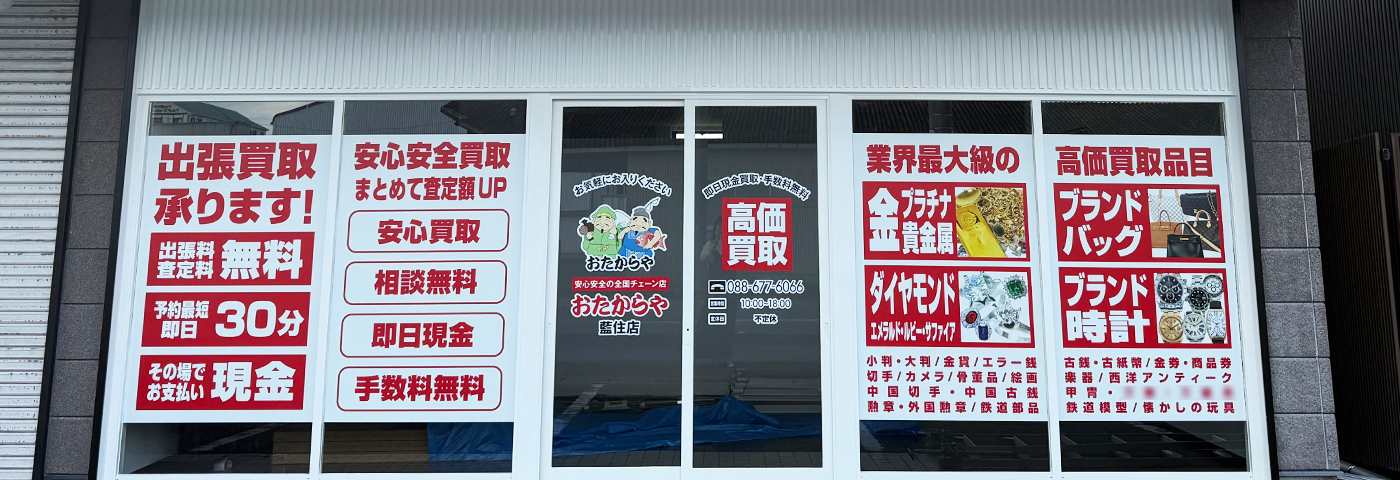 出張買取
承ります!
出張料
査定料
無料
予約最短
即日
30分
その場で
お支払い
現金
安心安全買取
まとめて査定額UP
安心買取
相談無料
即日現金
手数料無料
お気軽にお入りください
おたからや
安心安全の全国チェーン店
おたからや
藍住店
即日現金買取・手数料無料
高価
買取
088-677-6066
営業時間
10:00~18:00
定休日
不定休
業界最大級の
金
プラチナ
貴金属
ダイヤモンド
エメラルド・ルビー・サファイア
小判・大判/金貨/エラー銭
切手/カメラ/骨董品/絵画
中国切手・中国古銭
勲章・外国勲章/鉄道部品
高価買取品目
ブランド
バッグ
ブランド
時計
古銭・古紙幣/金券・商品券
楽器/西洋アンティーク
甲冑・
鉄道模型/懐かしの玩具